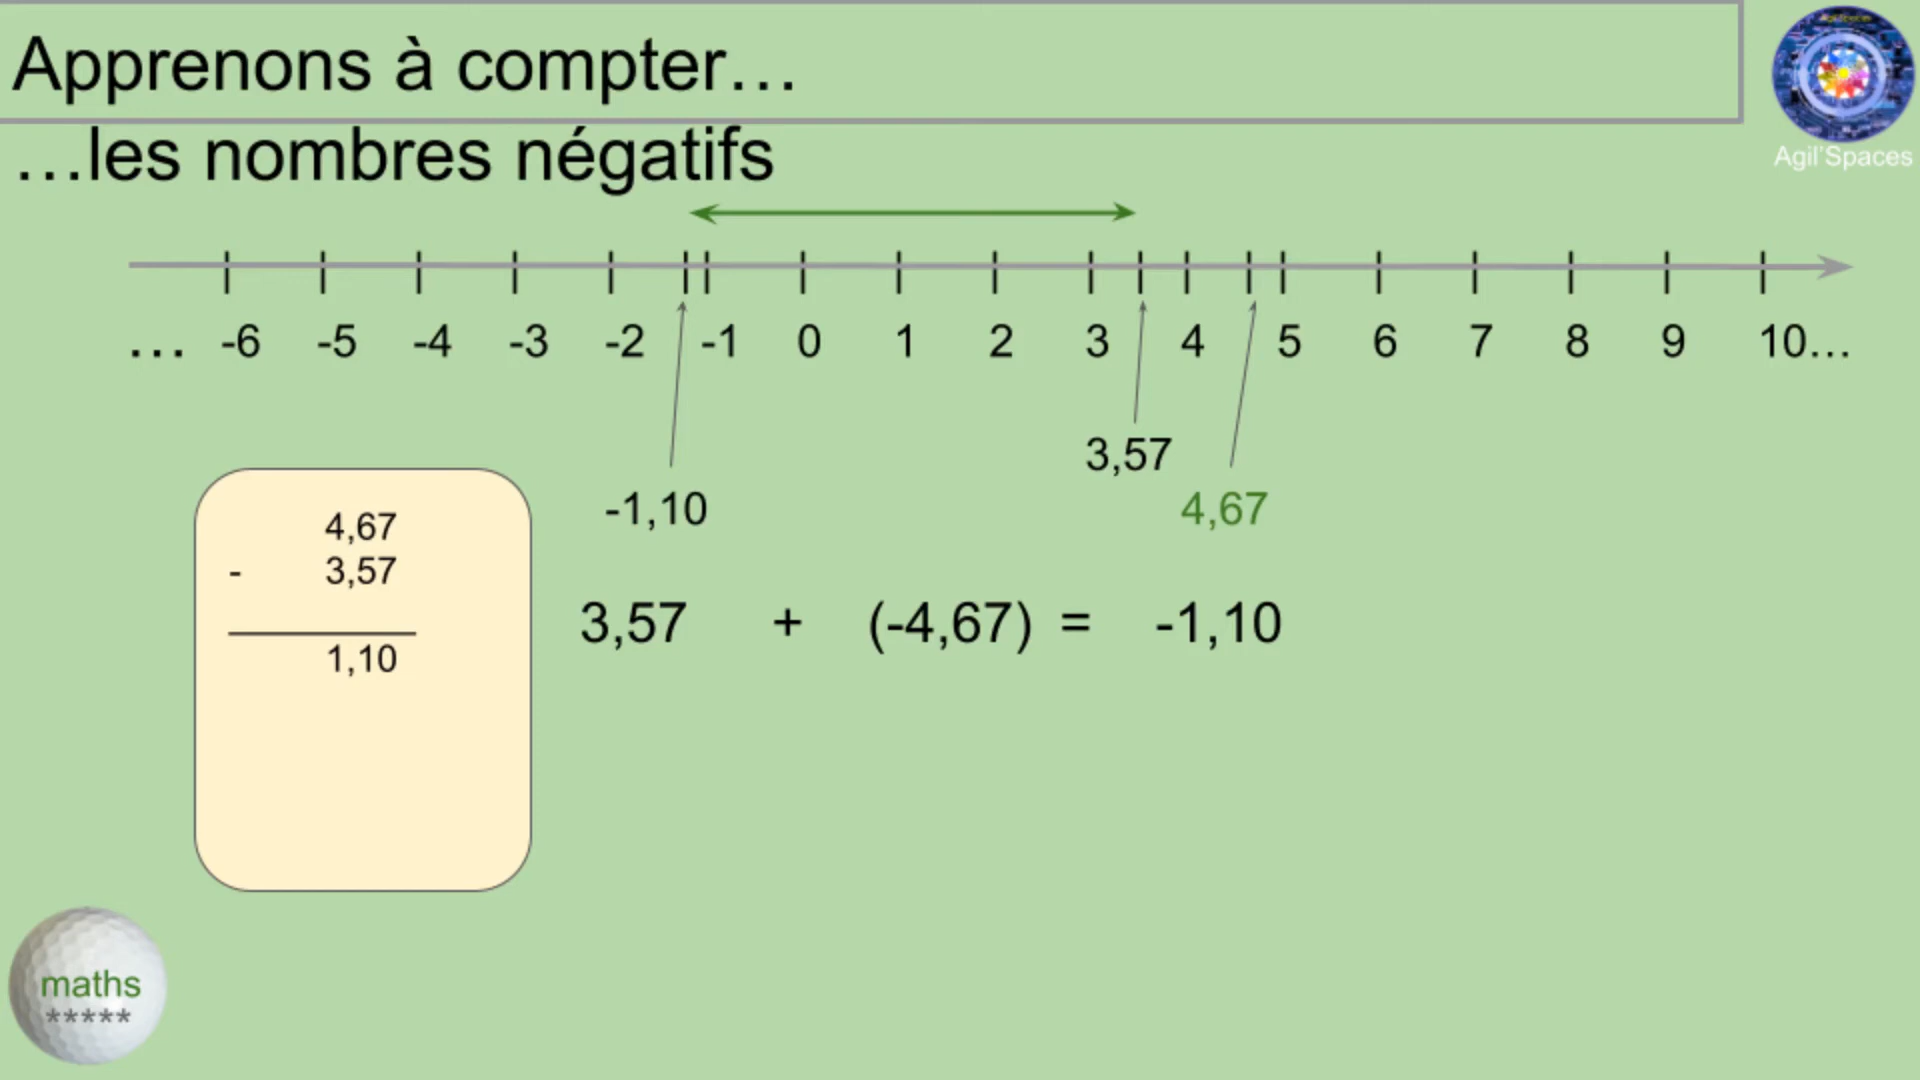 Apprenons à compter…
…les nombres négatifs
Agil'Spaces
… -6 -5 -4 -3 -2 -1 0 1 2 3 4 5 6 7 8 9 10…
3,57
-1,10 4,67
4,67
- 3,57
1,10
3,57 + (-4,67) = -1,10
maths
*****